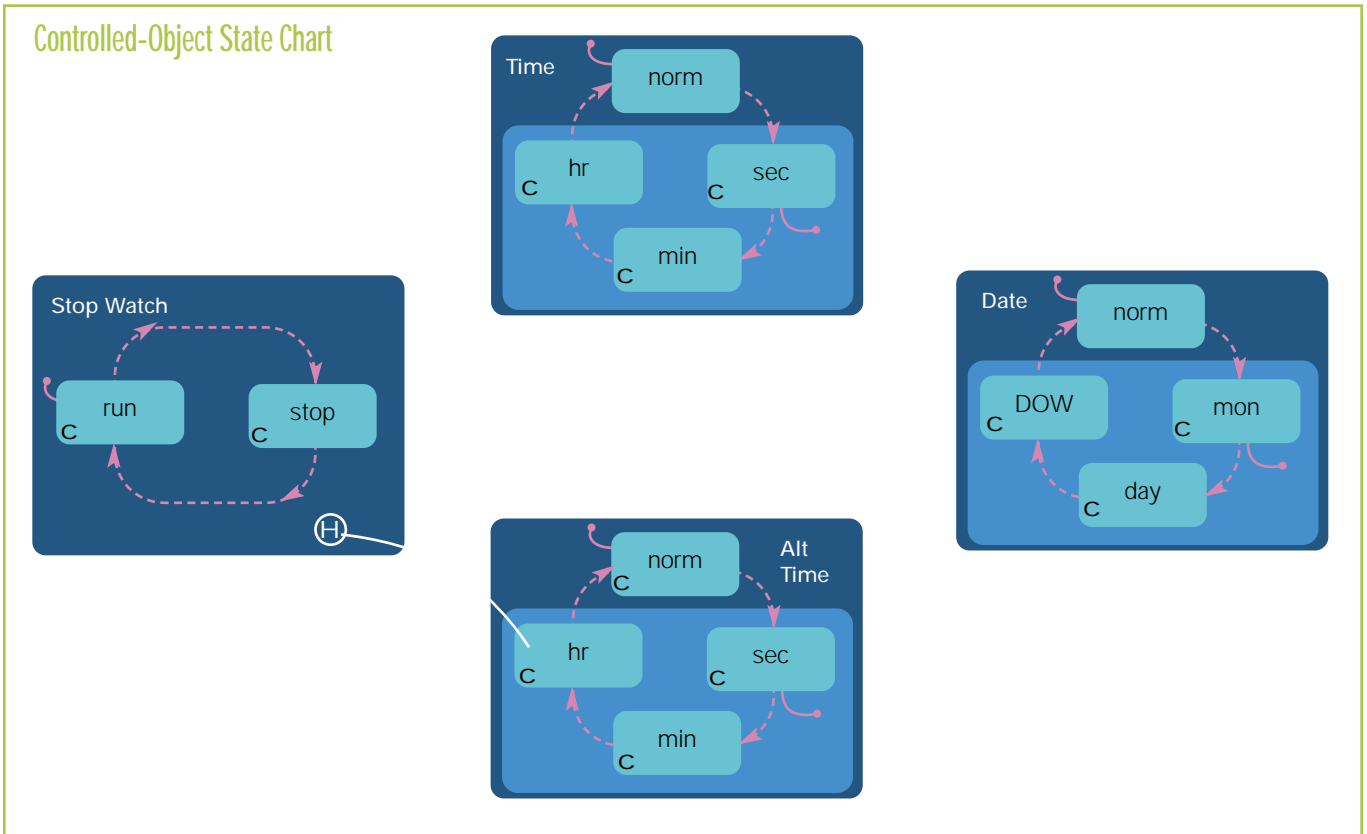 Controlled-Object State Chart
Time
norm
hr
C
sec
C
min
C
Stop Watch
run
C
stop
C
H
Date
norm
DOW
C
mon
C
day
C
Alt
Time
norm
C
hr
C
sec
C
min
C